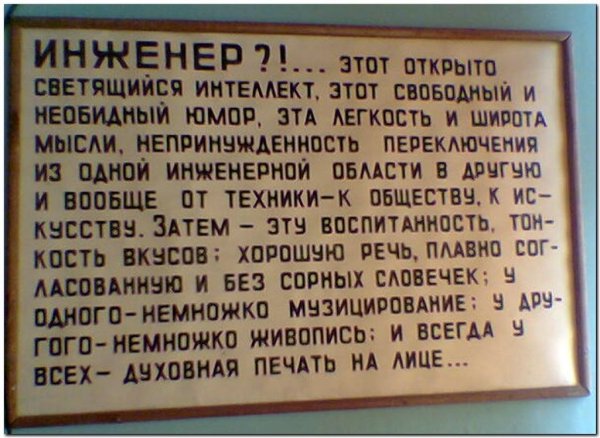 ИНЖЕНЕР?!... ЭТОТ ОТКРЫТО
СВЕТЯЩИЙСЯ ИНТЕЛЛЕКТ, ЭТОТ СВОБОДНЫЙ И
НЕОБИДНЫЙ ЮМОР, ЭТА ЛЕГКОСТЬ И ШИРОТА
МЫСЛИ, НЕПРИНУЖДЕННОСТЬ ПЕРЕКЛЮЧЕНИЯ
ИЗ ОДНОЙ ИНЖЕНЕРНОЙ ОБЛАСТИ В ДРУГУЮ
И ВООБЩЕ ОТ ТЕХНИКИ-К ОБЩЕСТВУ, К ИС-
КУССТВУ. ЗАТЕМ – ЭТУ ВОСПИТАННОСТЬ, ТОН-
КОСТЬ ВКУСОВ; ХОРОШУЮ РЕЧЬ, ПЛАВНО СОГ-
ЛАСОВАННУЮ И БЕЗ СОРНЫХ СЛОВЕЧЕК; У
ОДНОГО-НЕМНОЖКО МУЗИЦИРОВАНИЕ; У ДРУ-
ГОГО-НЕМНОЖКО ЖИВОПИСЬ; И ВСЕГДА У
ВСЕХ– ДУХОВНАЯ ПЕЧАТЬ НА ЛИЦЕ...